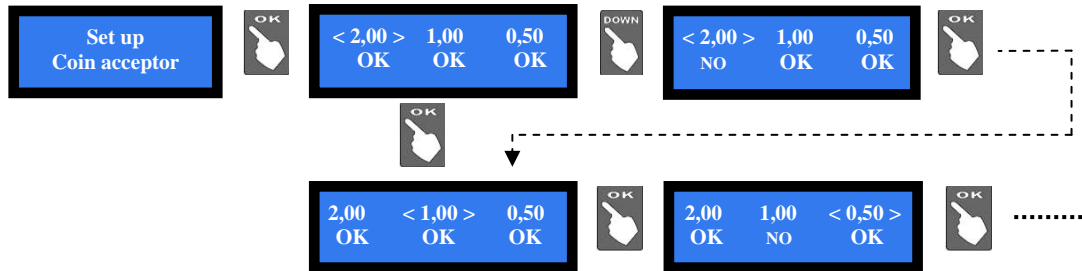 Set up
Coin acceptor
OK
< 2,00 > 1,00 0,50
OK OK OK
DOWN
< 2,00 > 1,00 0,50
NO OK OK
OK
OK
2,00 < 1,00 > 0,50
OK OK OK
OK
2,00 1,00 < 0,50 >
OK NO OK
OK
.........